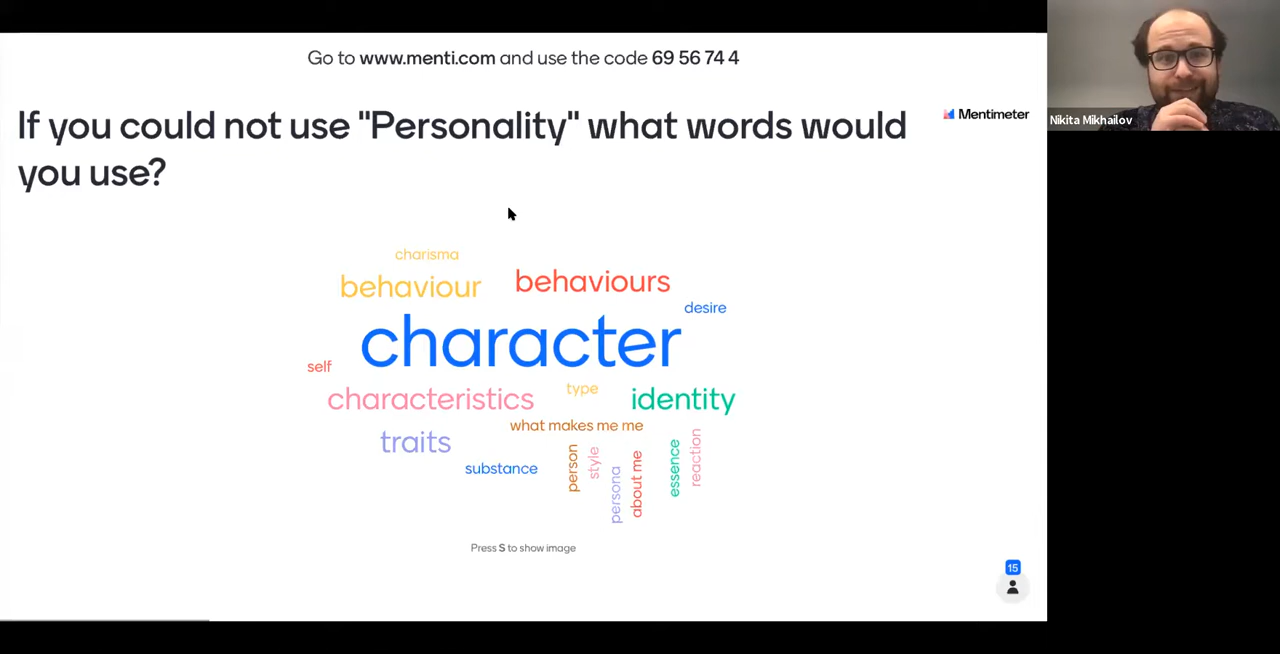 Go to www.menti.com and use the code 69 56 74 4
If you could not use "Personality" what words would
you use?
Mentimeter
Nikita Mikhailov
charisma
behaviour
behaviours
desire
character
self
characteristics
type
identity
what makes me me
traits
substance
person
style
persona
about me
essence
reaction
Press S to show image
15